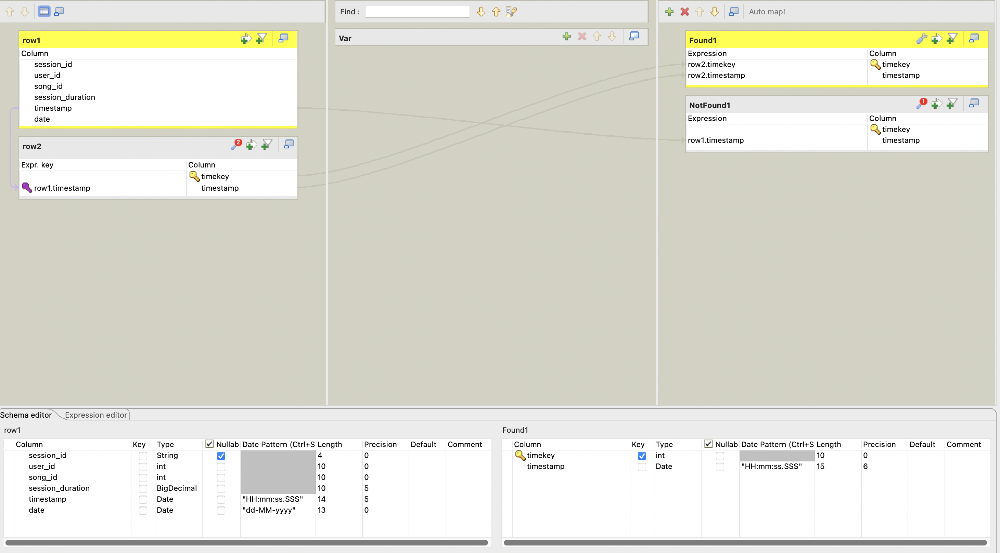 Find :
Auto map!
row1
Column
session_id
user_id
song_id
session_duration
timestamp
date
row2
2
Expr. key Column
timekey
row1.timestamp timestamp
Var
Found1
Expression Column
row2.timekey timekey
row2.timestamp timestamp
NotFound1
1
Expression Column
timekey
row1.timestamp timestamp
Schema editor Expression editor
row1
Column Key Type Nullab Date Pattern (Ctrl+S Length Precision Default Comment
session_id String 4 0
user_id int 10 0
song_id int 10 0
session_duration BigDecimal 10 5
timestamp Date "HH:mm:ss.SSS" 14 5
date Date "dd-MM-yyyy" 13 0
Found1
Column Key Type Nullab Date Pattern (Ctrl+S Length Precision Default Comment
timekey int 10 0
timestamp Date "HH:mm:ss.SSS" 15 6